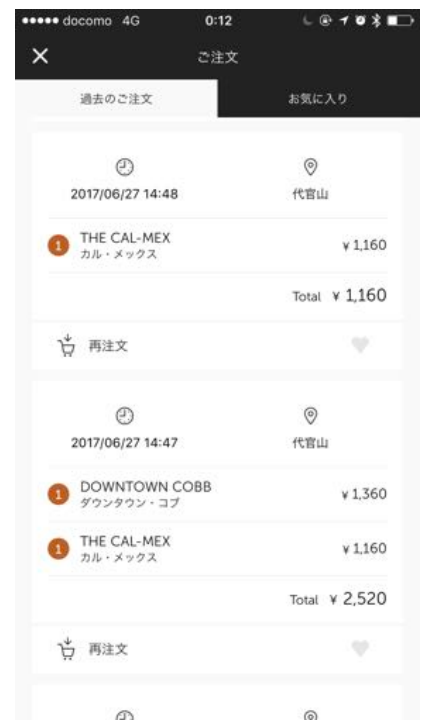 docomo 4G 0:12
ご注文
過去のご注文 お気に入り
2017/06/27 14:48 代官山
1 THE CAL-MEX ¥ 1,160
カル・メックス
Total ¥ 1,160
再注文
2017/06/27 14:47 代官山
1 DOWNTOWN COBB ¥ 1,360
ダウンタウン・コブ
1 THE CAL-MEX ¥ 1,160
カル・メックス
Total ¥ 2,520
再注文